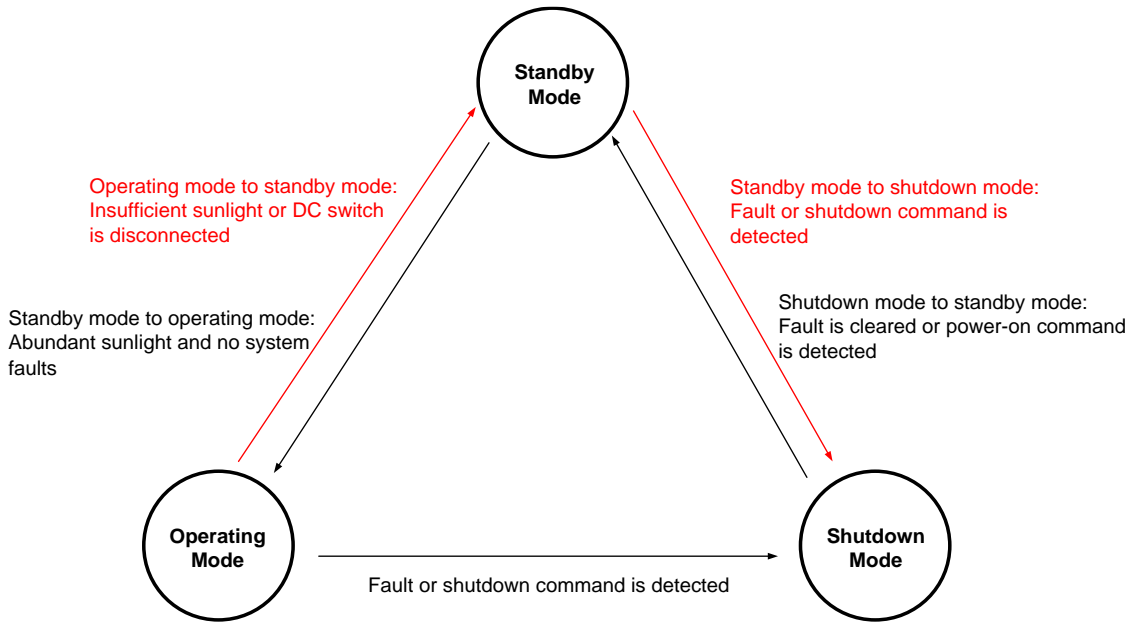 Standby
Mode
Operating mode to standby mode:
Insufficient sunlight or DC switch
is disconnected
Standby mode to shutdown mode:
Fault or shutdown command is
detected
Standby mode to operating mode:
Abundant sunlight and no system
faults
Shutdown mode to standby mode:
Fault is cleared or power-on command
is detected
Operating
Mode
Shutdown
Mode
Fault or shutdown command is detected